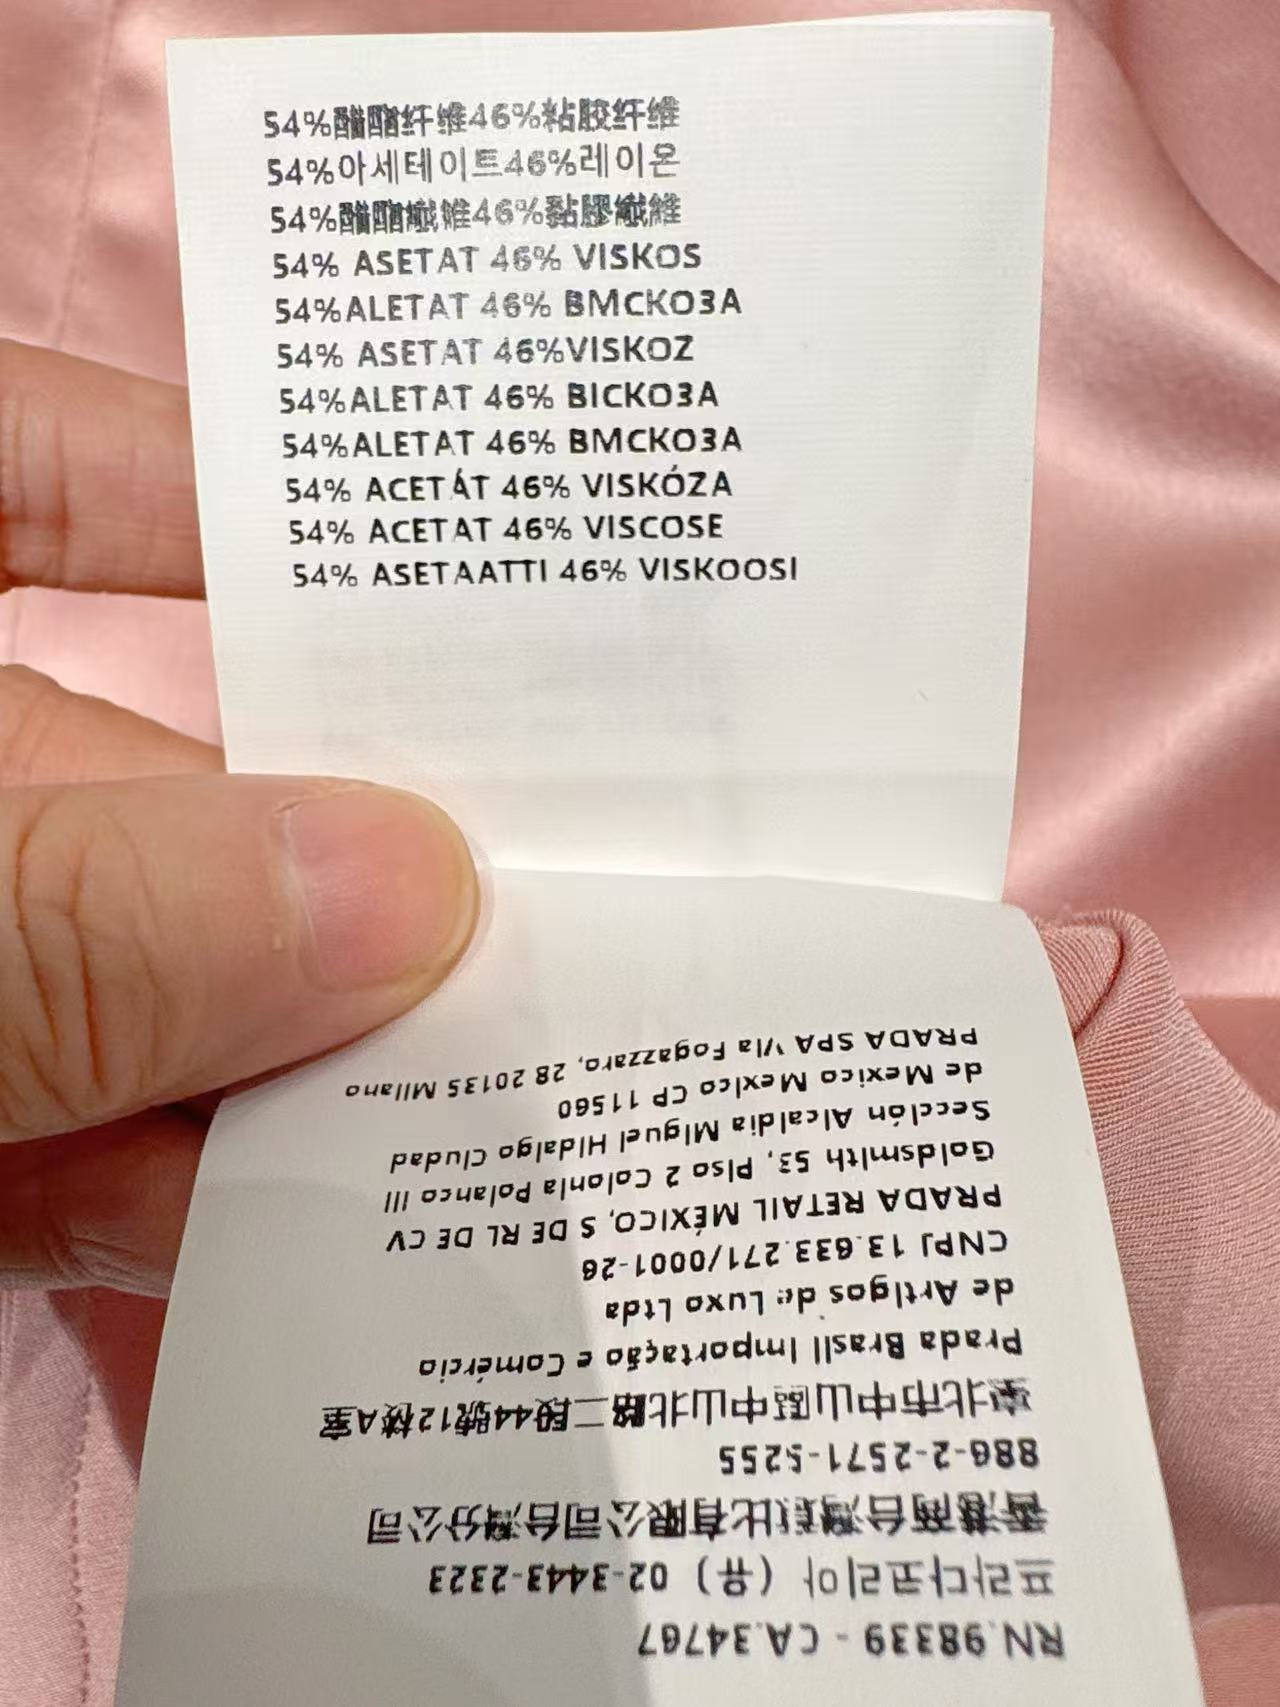 54%醋酯纤维46%粘胶纤维
54%아세테이트46%레이온
54%醋酯纖維46%黏膠纖維
54% ASETAT 46% VISKOS
54%ALETAT 46% BMCKO3A
54% ASETAT 46%VISKOZ
54%ALETAT 46% BICKO3A
54%ALETAT 46% BMCKO3A
54% ACETÁT 46% VISKÓZA
54% ACETAT 46% VISCOSE
54% ASETAATTI 46% VISKOOSI
RN.98339 - CA.34767
프라다코리아 (유) 02-3443-2323
香港商台灣彭比有限公司台灣分公司
886-2-2571-5255
臺北市中山區中山北路二段44號12樓A室
Prada Brasil Importação e Comércio
de Artigos de Luxo Ltda
CNPJ 13.633.271/0001-26
PRADA RETAIL MÉXICO, S DE RL DE CV
Goldsmith 53, Piso 2 Colonia Polanco III
Sección Alcaldia Miguel Hidalgo Ciudad
de Mexico Mexico CP 11560
PRADA SPA Via Fogazzaro, 28 20135 Milano